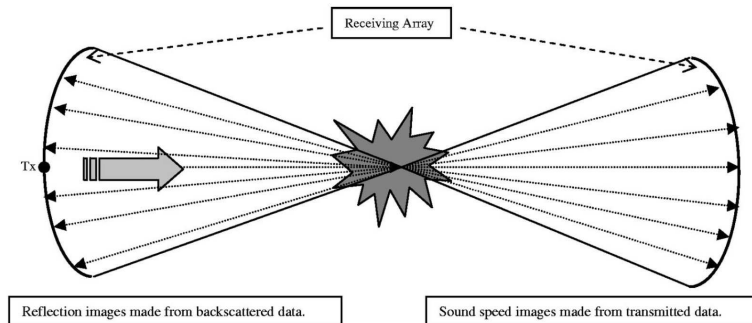 Receiving Array
Tx
Reflection images made from backscattered data.
Sound speed images made from transmitted data.